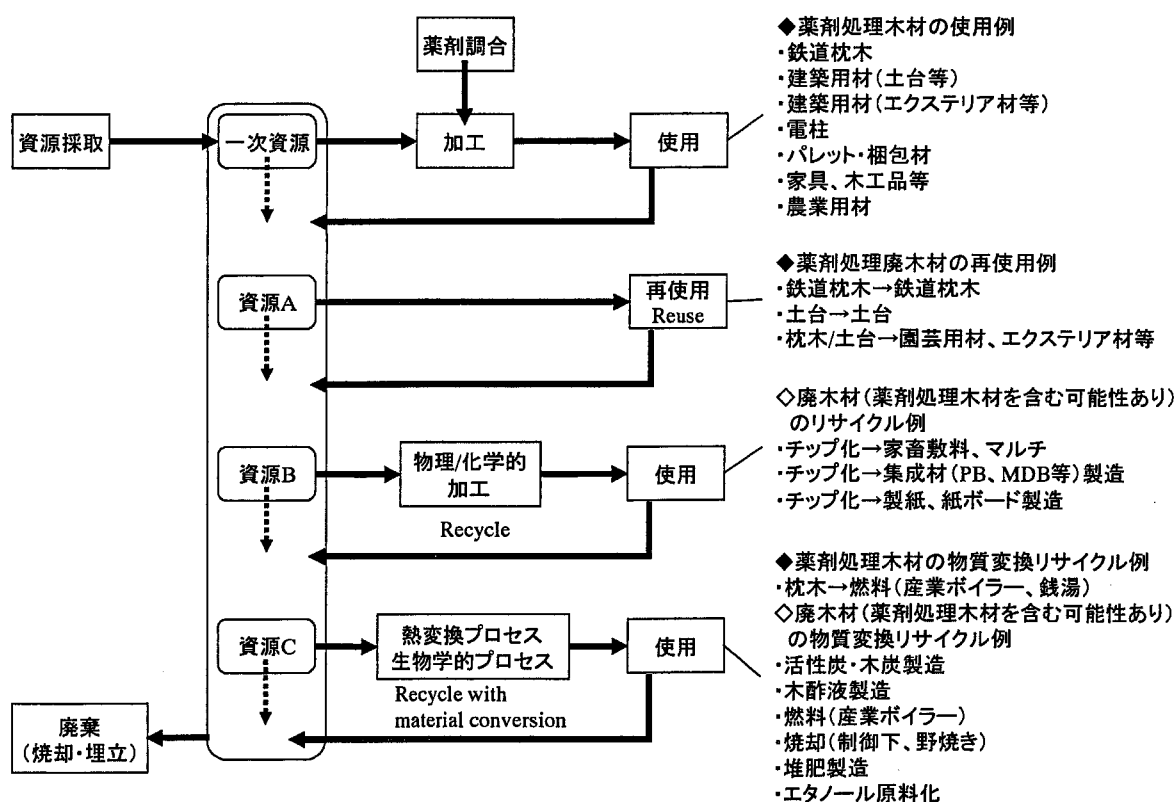 薬剤調合
資源採取
一次資源
加工
使用
◆薬剤処理木材の使用例
・鉄道枕木
・建築用材(土台等)
・建築用材(エクステリア材等)
・電柱
・パレット・梱包材
・家具、木工品等
・農業用材
資源A
再使用
Reuse
◆薬剤処理廃木材の再使用例
・鉄道枕木→鉄道枕木
・土台→土台
・枕木/土台→園芸用材、エクステリア材等
資源B
物理/化学的
加工
Recycle
使用
◇廃木材(薬剤処理木材を含む可能性あり)
のリサイクル例
・チップ化→家畜敷料、マルチ
・チップ化→集成材(PB、MDB等)製造
・チップ化→製紙、紙ボード製造
資源C
熱変換プロセス
生物学的プロセス
Recycle with
material conversion
使用
◆薬剤処理木材の物質変換リサイクル例
・枕木→燃料(産業ボイラー、銭湯)
◇廃木材(薬剤処理木材を含む可能性あり)
の物質変換リサイクル例
・活性炭・木炭製造
・木酢液製造
・燃料(産業ボイラー)
・焼却(制御下、野焼き)
・堆肥製造
・エタノール原料化
廃棄
(焼却・埋立)